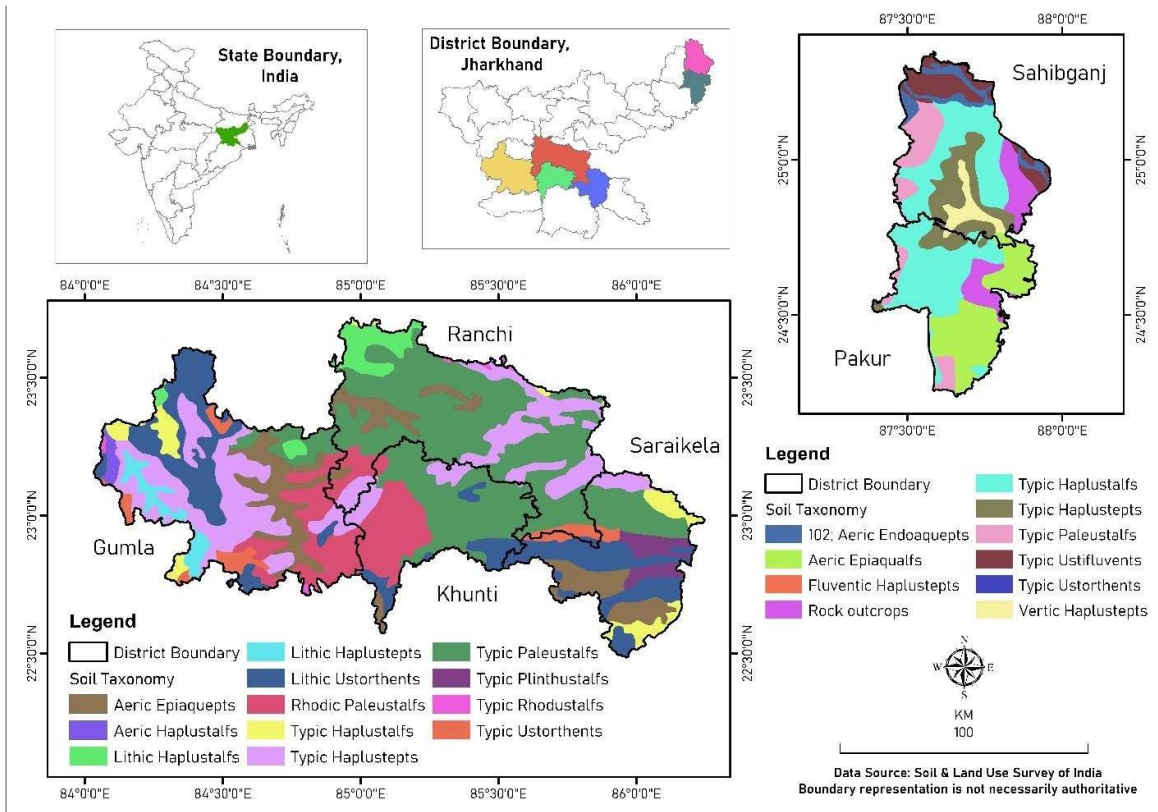 State Boundary,
India
District Boundary,
Jharkhand
87°30'0"E 88°0'0"E
Sahibganj
25°0'0"N
25°0'0"N
24°30'0"N
24°30'0"N
Pakur
87°30'0"E 88°0'0"E
84°0'0"E 84°30'0"E 85°0'0"E 85°30'0"E 86°0'0"E
Ranchi
23°30'0"N
23°30'0"N
Saraikela
23°0'0"N
23°0'0"N
Gumla
Khunti
22°30'0"N
22°30'0"N
Legend
District Boundary
Soil Taxonomy
Aeric Epiaquepts
Aeric Haplustalfs
Lithic Haplustalfs
Lithic Haplustepts
Lithic Ustorthents
Rhodic Paleustalfs
Typic Haplustalfs
Typic Haplustepts
Typic Paleustalfs
Typic Plinthustalfs
Typic Rhodustalfs
Typic Ustorthents
84°0'0"E 84°30'0"E 85°0'0"E 85°30'0"E 86°0'0"E
Legend
District Boundary
Soil Taxonomy
102; Aeric Endoaquepts
Aeric Epiaqualfs
Fluventic Haplustepts
Rock outcrops
Typic Haplustalfs
Typic Haplustepts
Typic Paleustalfs
Typic Ustifluvents
Typic Ustorthents
Vertic Haplustepts
N
W E
S
KM
100
Data Source: Soil & Land Use Survey of India
Boundary representation is not necessarily authoritative